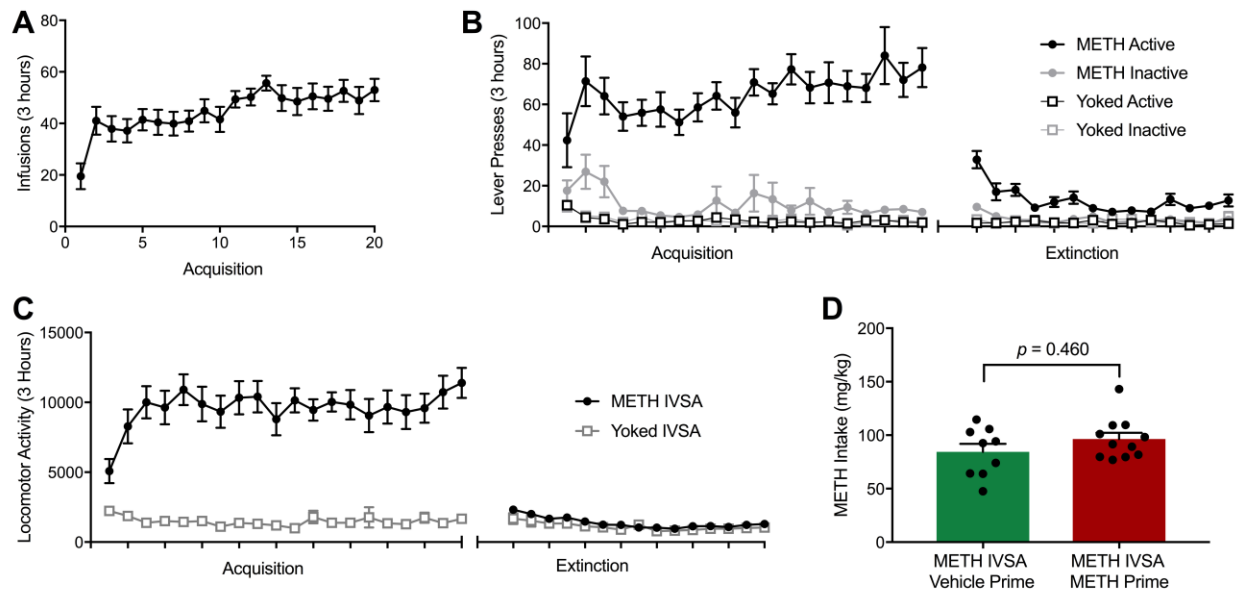 A
Infusions (3 hours)
80
60
40
20
0
0
5
10
15
20
Acquisition
B
Lever Presses (3 hours)
100
80
60
40
20
0
METH Active
METH Inactive
Yoked Active
Yoked Inactive
Acquisition
Extinction
C
Locomotor Activity (3 Hours)
15000
10000
5000
0
METH IVSA
Yoked IVSA
Acquisition
Extinction
D
METH Intake (mg/kg)
200
150
100
50
0
p = 0.460
METH IVSA
Vehicle Prime
METH IVSA
METH Prime